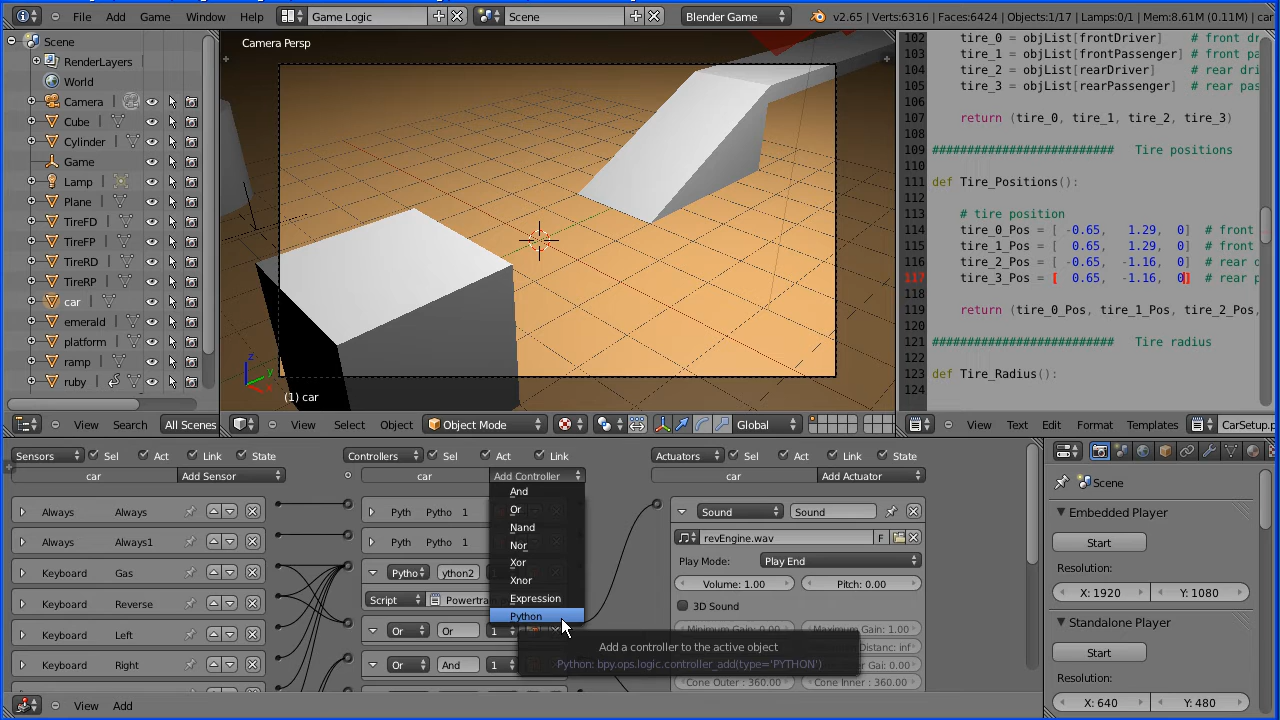 File Add Game Window Help Game Logic Scene Blender Game v2.65 | Verts:6316 | Faces:6424 | Objects:1/17 | Lamps:0/1 | Mem:8.61M (0.11M) | car
Scene
RenderLayers
World
Camera
Cube
Cylinder
Game
Lamp
Plane
TireFD
TireFP
TireRD
TireRP
car
emerald
platform
ramp
ruby
View Search All Scenes
Camera Persp
(1) car
View Select Object Object Mode Global
102 tire_0 = objList[frontDriver] # front dr
103 tire_1 = objList[frontPassenger] # front pa
104 tire_2 = objList[rearDriver] # rear dri
105 tire_3 = objList[rearPassenger] # rear pas
106
107 return (tire_0, tire_1, tire_2, tire_3)
108
109 ########################## Tire positions
110
111 def Tire_Positions():
112
113 # tire position
114 tire_0_Pos = [ -0.65, 1.29, 0] # front
115 tire_1_Pos = [ 0.65, 1.29, 0] # front
116 tire_2_Pos = [ -0.65, -1.16, 0] # rear d
117 tire_3_Pos = [ 0.65, -1.16, 0] # rear p
118
119 return (tire_0_Pos, tire_1_Pos, tire_2_Pos,
120
121 ########################## Tire radius
122
123 def Tire_Radius():
124
View Text Edit Format Templates CarSetup.p
Sensors Sel Act Link State
car Add Sensor
Always Always
Always Always1
Keyboard Gas
Keyboard Reverse
Keyboard Left
Keyboard Right
Controllers Sel Act Link
car Add Controller
Pyth Pytho 1
Pyth Pytho 1
Pytho ython2
Script Powertrain
Or Or 1
Or And 1
And
Or
Nand
Nor
Xor
Xnor
Expression
Python
Add a controller to the active object
Python: bpy.ops.logic.controller_add(type='PYTHON')
Actuators Sel Act Link State
car Add Actuator
Sound Sound
revEngine.wav F
Play Mode: Play End
Volume: 1.00 Pitch: 0.00
3D Sound
Minimum Gain: 0.00 Maximum Gain: 1.00
Cone Outer : 360.00 Cone Inner : 360.00
View Add
Scene
Embedded Player
Start
Resolution:
X: 1920 Y: 1080
Standalone Player
Start
Resolution:
X: 640 Y: 480